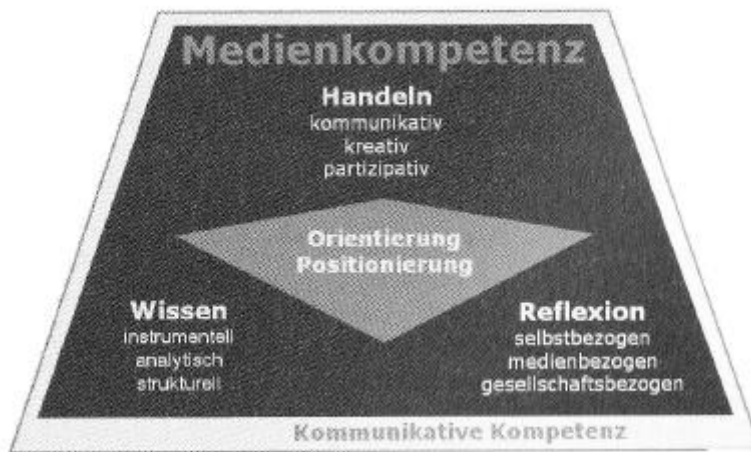 Medienkompetenz
Handeln
kommunikativ
kreativ
partizipativ
Orientierung
Positionierung
Wissen
instrumentell
analytisch
strukturell
Reflexion
selbstbezogen
medienbezogen
gesellschaftsbezogen
Kommunikative Kompetenz